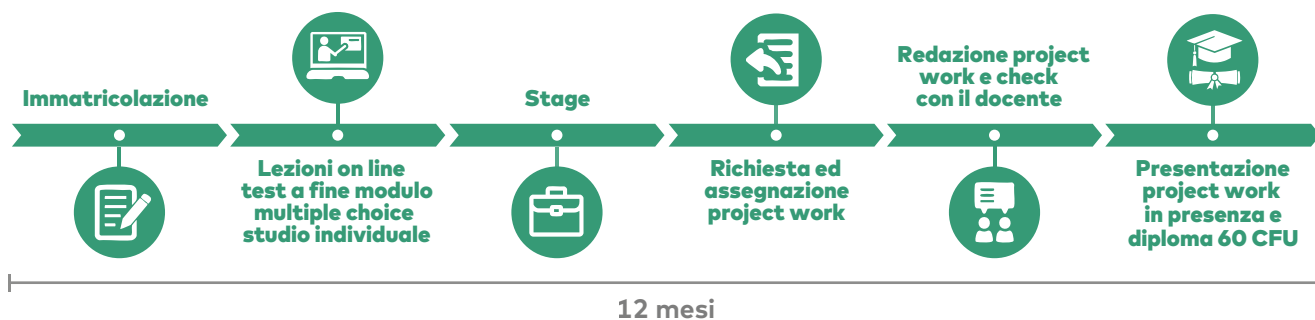 Immatricolazione
Lezioni on line
test a fine modulo
multiple choice
studio individuale
Stage
Richiesta ed
assegnazione
project work
Redazione project
work e check
con il docente
Presentazione
project work
in presenza e
diploma 60 CFU
12 mesi